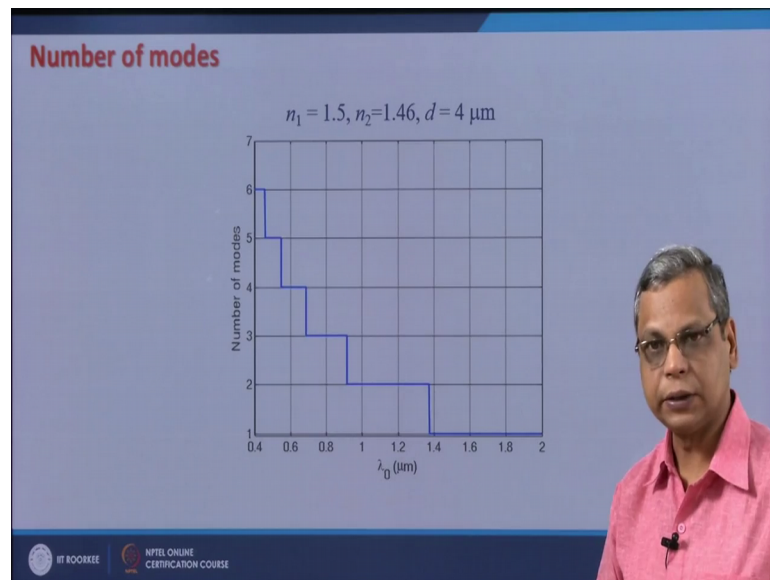 Number of modes
n₁ = 1.5, n₂=1.46, d = 4 μm
Number of modes
7
6
5
4
3
2
1
0.4 0.6 0.8 1 1.2 1.4 1.6 1.8 2
λ₀ (μm)
IIT ROORKEE
NPTEL ONLINE
CERTIFICATION COURSE